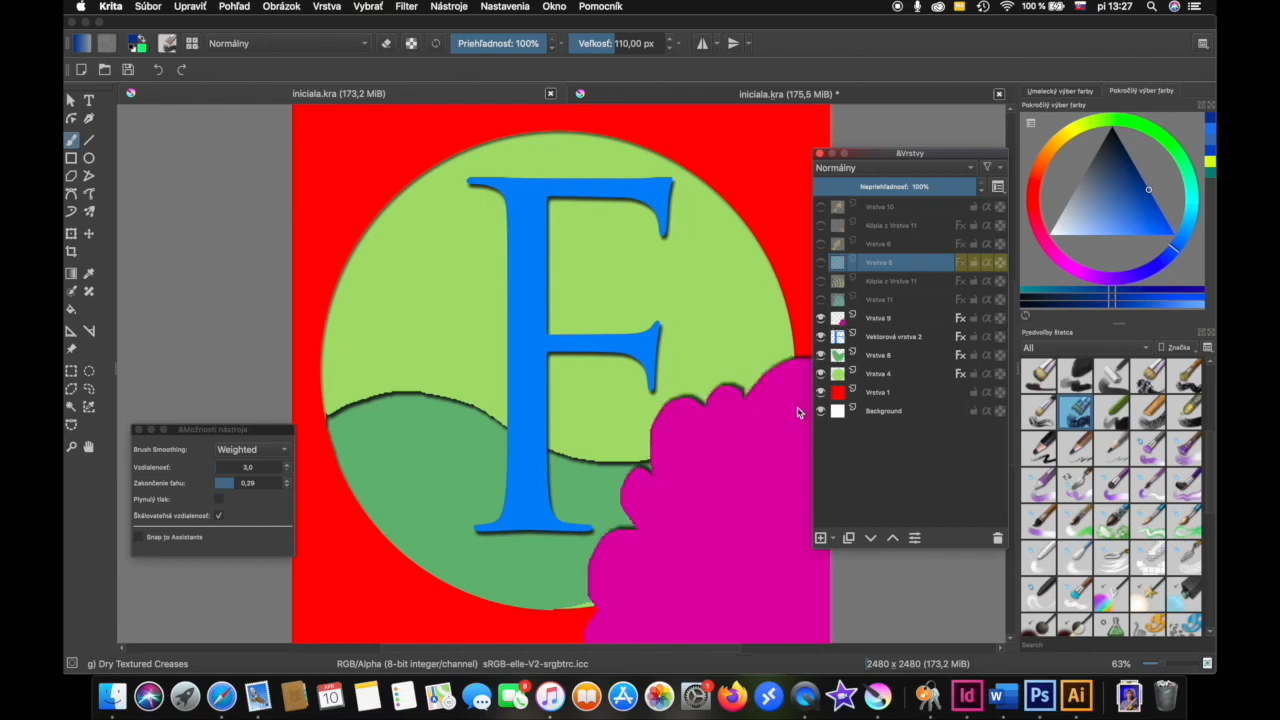 Krita Súbor Upraviť Pohľad Obrázok Vrstva Vybrať Filter Nástroje Nastavenia Okno Pomocník 100 % pi 13:27
Normálny Priehľadnosť: 100% Veľkosť: 110,00 px
iniciala.kra (173,2 MiB) iniciala.kra (175,5 MiB) *
Umelecký výber farby Pokročilý výber farby
Pokročilý výber farby
&Vrstvy
Normálny
Nepriehľadnosť: 100%
Vrstva 10
Kópia z Vrstva 11
Vrstva 6
Vrstva 5
Kópia z Vrstva 11
Vrstva 11
Vrstva 9
Vektorová vrstva 2
Vrstva 8
Vrstva 4
Vrstva 1
Background
F
&Možnosti nástroja
Brush Smoothing: Weighted
Vzdialenosť: 3,0
Zakončenie ťahu: 0,29
Plynulý tlak:
Škálovateľná vzdialenosť:
Snap to Assistants
Predvoľby štetca
All Značka
Search
g) Dry Textured Creases RGB/Alpha (8-bit integer/channel) sRGB-elle-V2-srgbtrc.icc 2480 x 2480 (173,2 MiB) 63%
APR 10 9 1 Id W Ps Ai